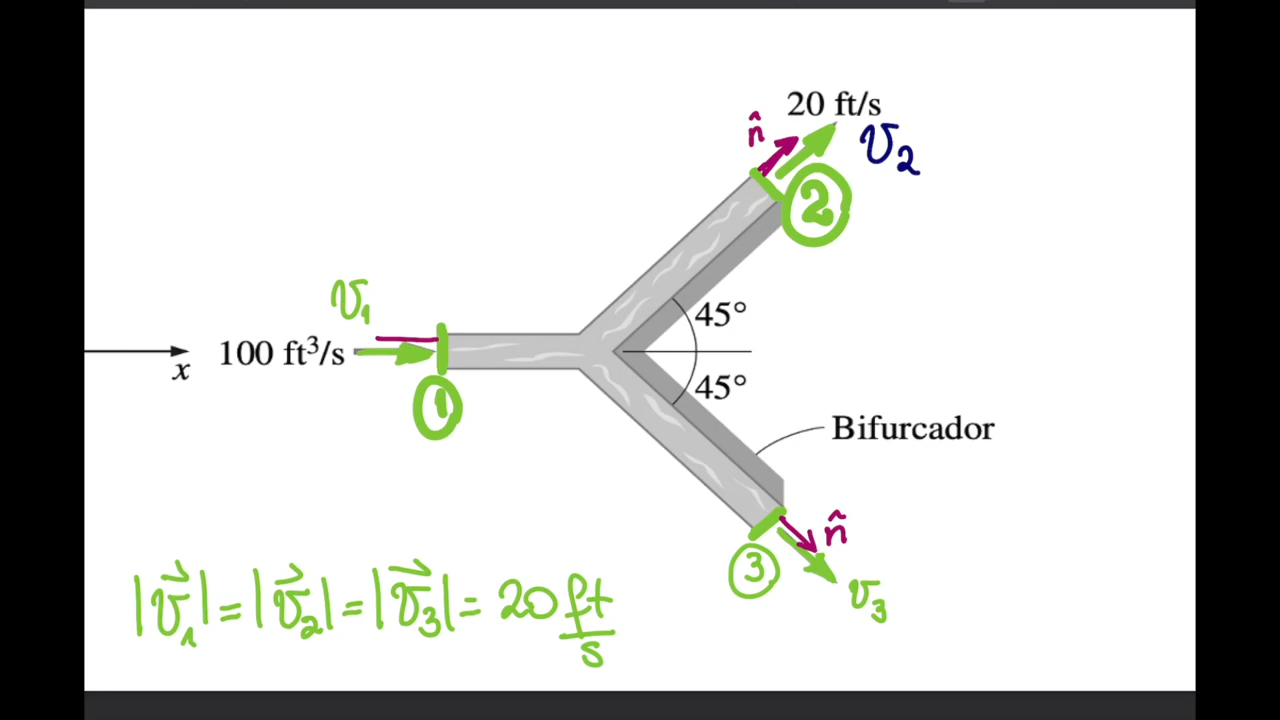 20 ft/s
n̂
v₂
2
v₁
45°
x
100 ft³/s
1
45°
Bifurcador
n̂
3
v₃
|v⃗₁| = |v⃗₂| = |v⃗₃| = 20 ft/s